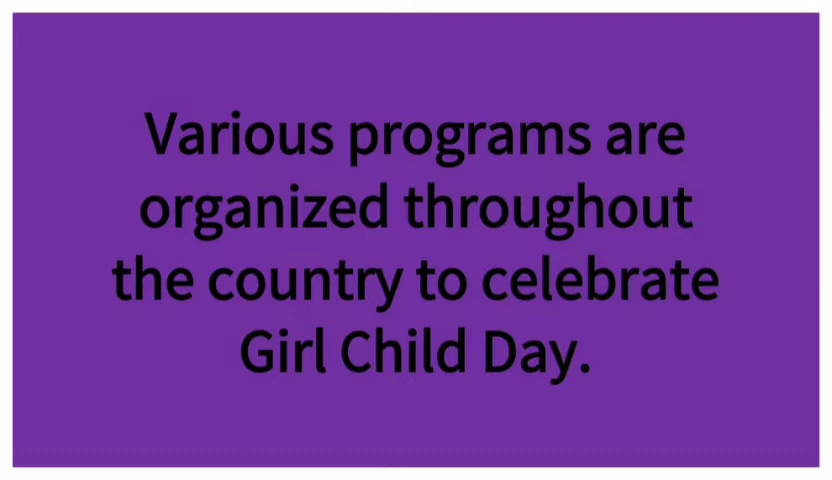 Various programs are
organized throughout
the country to celebrate
Girl Child Day.